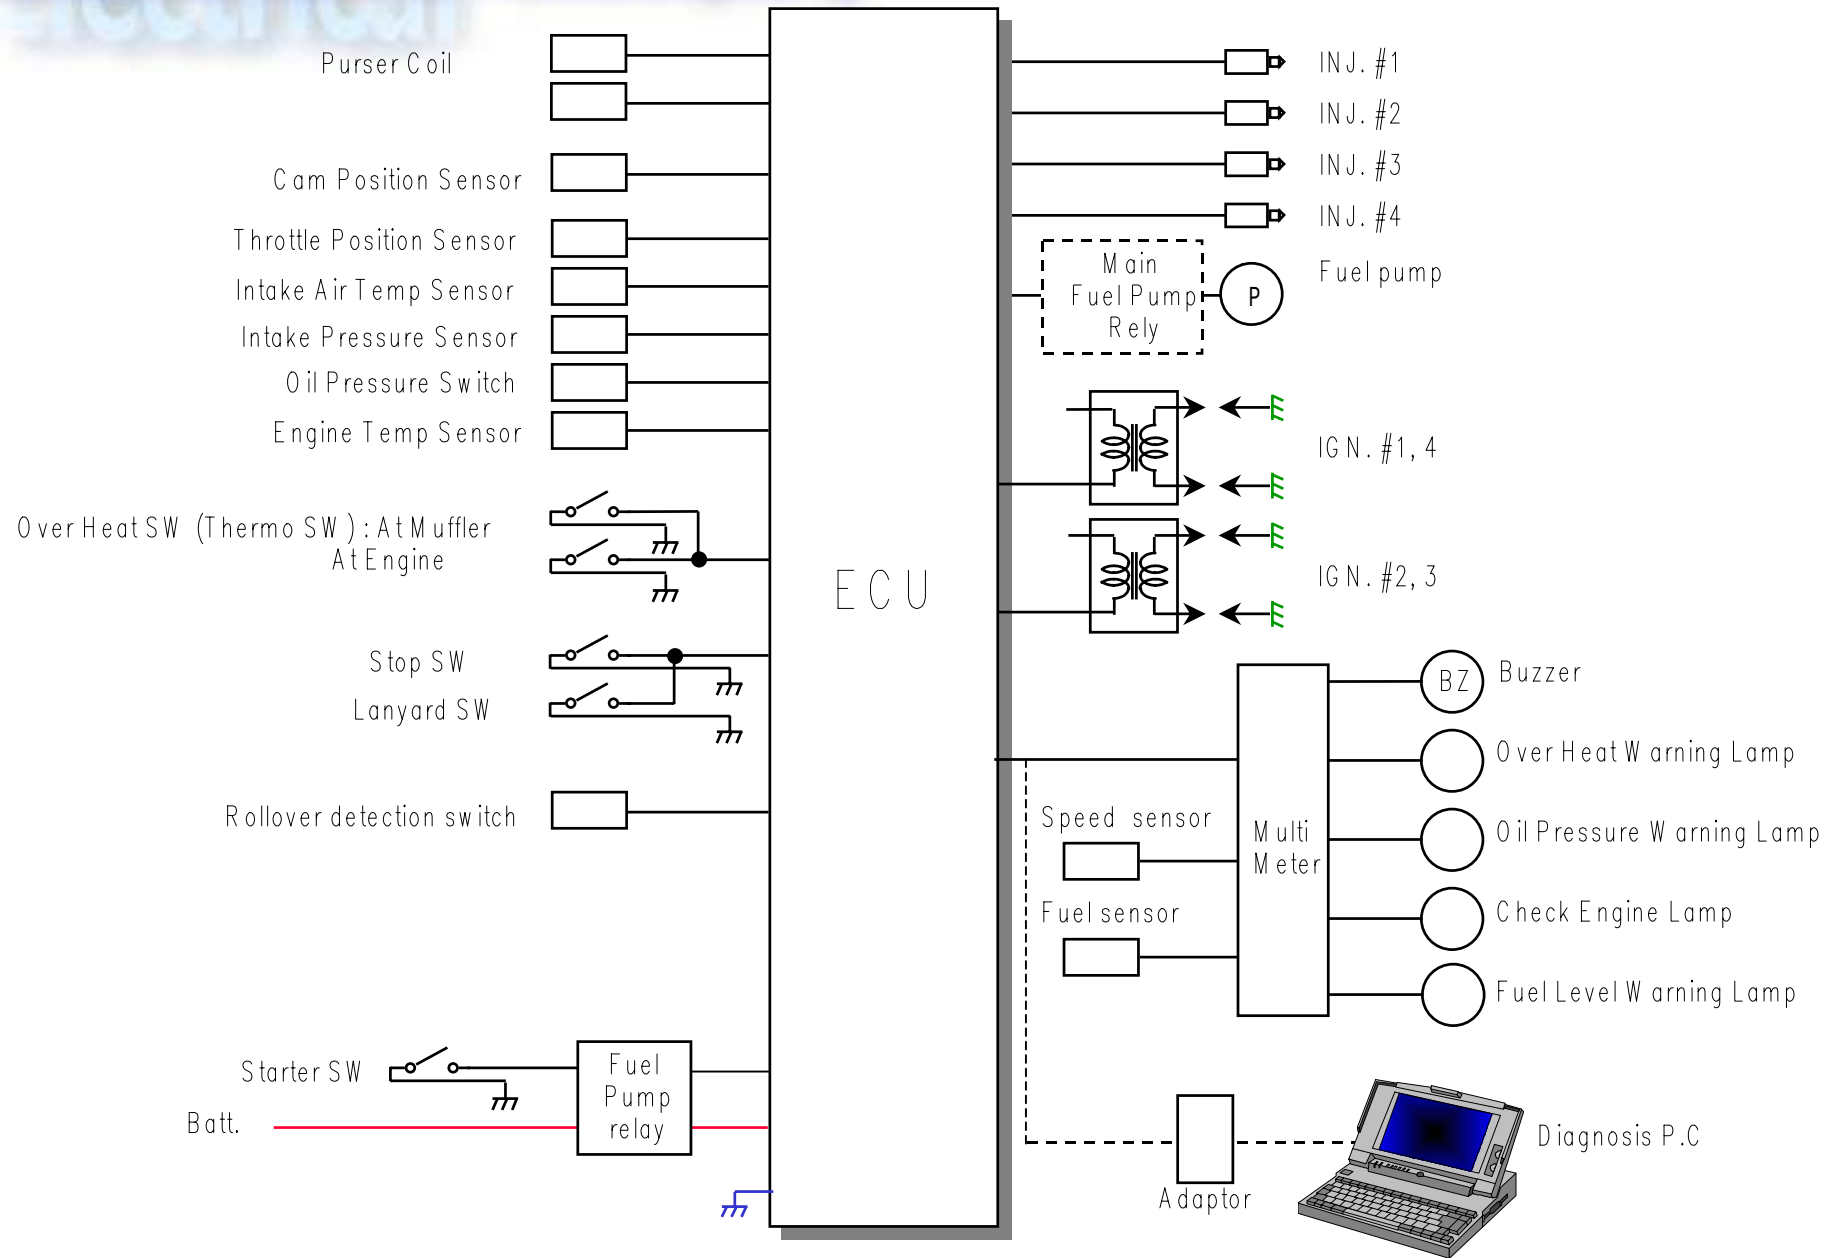 Electrical
Purser Coil
Cam Position Sensor
Throttle Position Sensor
Intake Air Temp Sensor
Intake Pressure Sensor
Oil Pressure Switch
Engine Temp Sensor
Over Heat SW (Thermo SW) : At Muffler
At Engine
Stop SW
Lanyard SW
Rollover detection switch
Starter SW
Batt.
Fuel
Pump
relay
ECU
INJ. #1
INJ. #2
INJ. #3
INJ. #4
Main
Fuel Pump
Rely
P
Fuel pump
IGN. #1, 4
IGN. #2, 3
Speed sensor
Fuel sensor
Multi
Meter
BZ
Buzzer
Over Heat Warning Lamp
Oil Pressure Warning Lamp
Check Engine Lamp
Fuel Level Warning Lamp
Adaptor
Diagnosis P.C